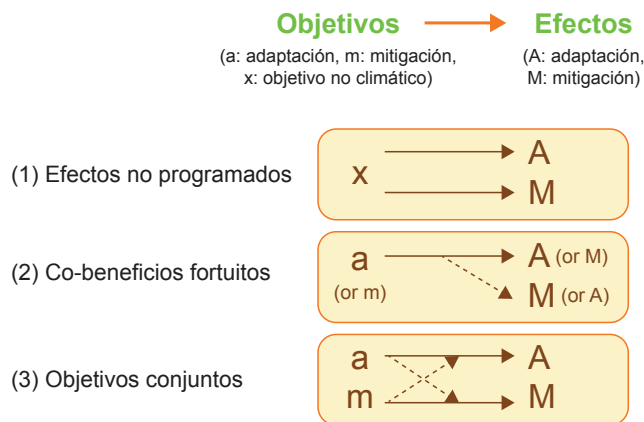 Objetivos Efectos
(a: adaptación, m: mitigación, (A: adaptación,
x: objetivo no climático) M: mitigación)
(1) Efectos no programados
x
A
M
(2) Co-beneficios fortuitos
a A (or M)
(or m) M (or A)
(3) Objetivos conjuntos
a A
m M